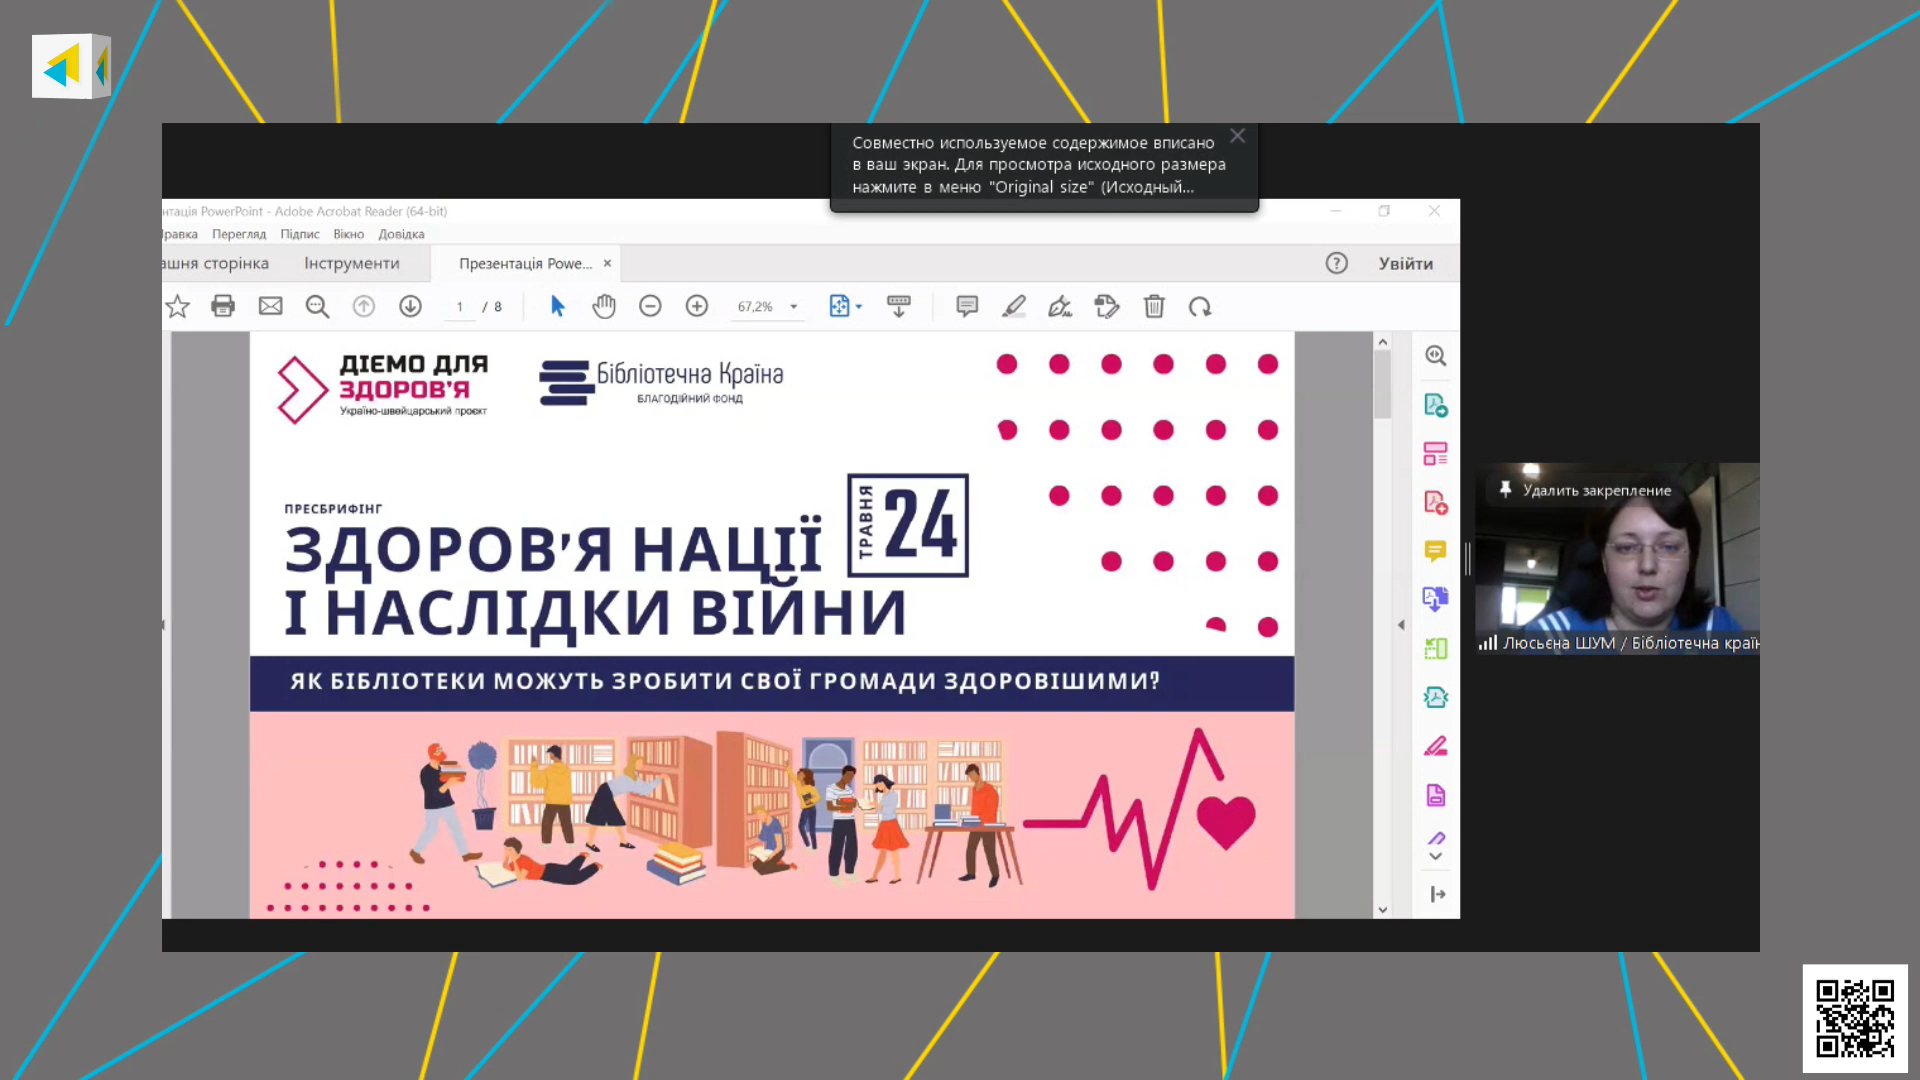 Совместно используемое содержимое вписано
в ваш экран. Для просмотра исходного размера
нажмите в меню "Original size" (Исходный...
нтація PowerPoint - Adobe Acrobat Reader (64-bit)
равка Перегляд Підпис Вікно Довідка
ашня сторінка Інструменти Презентація Powe... Увійти
1 / 8 67,2%
ДІЄМО ДЛЯ
ЗДОРОВ'Я
Україно-швейцарський проєкт
Бібліотечна Країна
БЛАГОДІЙНИЙ ФОНД
ПРЕСБРИФІНГ
ЗДОРОВ'Я НАЦІЇ
І НАСЛІДКИ ВІЙНИ
ТРАВНЯ
24
ЯК БІБЛІОТЕКИ МОЖУТЬ ЗРОБИТИ СВОЇ ГРОМАДИ ЗДОРОВІШИМИ?
Удалить закрепление
Люсьєна ШУМ / Бібліотечна краї